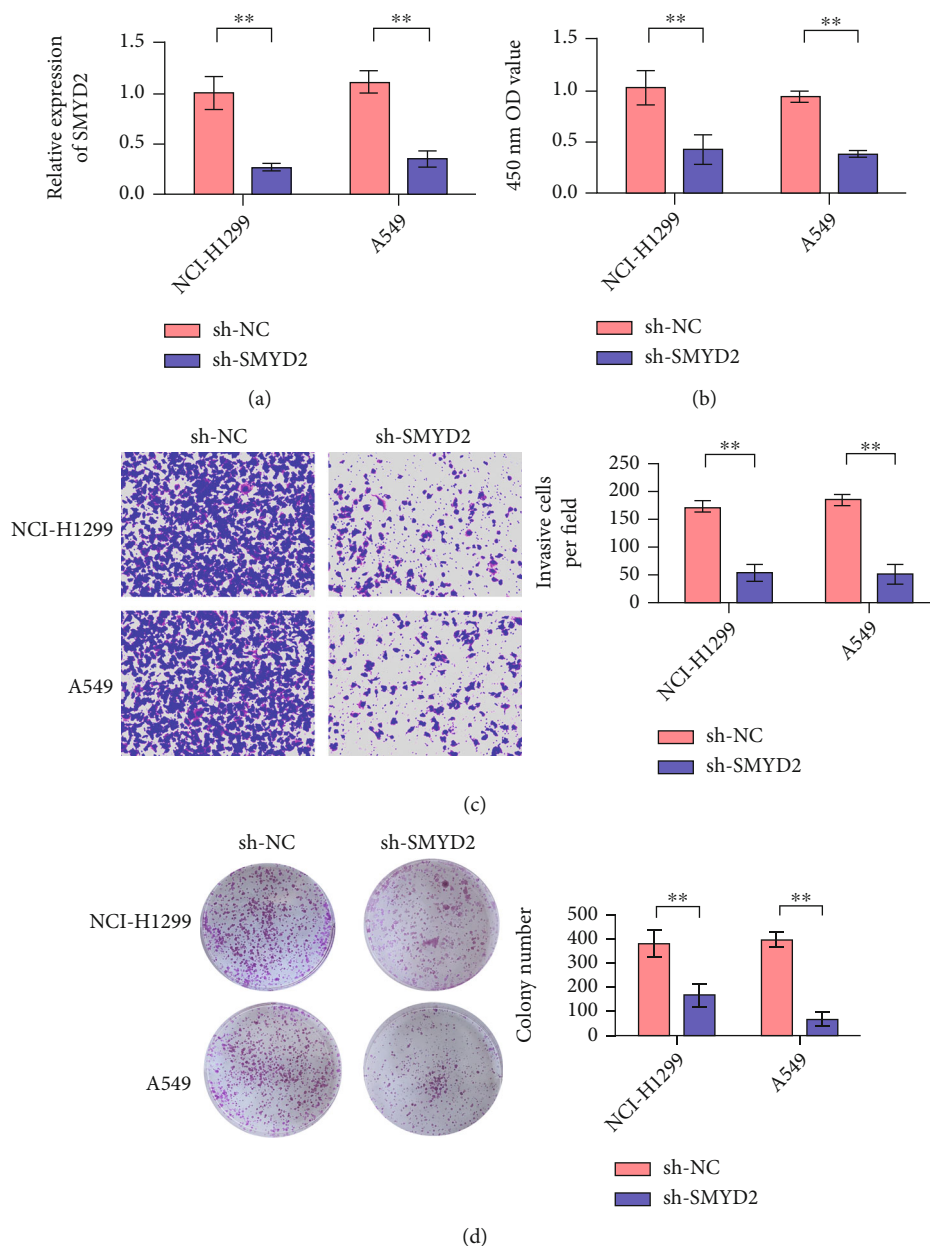 **
**
1.5
1.0
0.5
0.0
Relative expression
of SMYD2
NCI-H1299
A549
sh-NC
sh-SMYD2
(a)
**
**
1.5
1.0
0.5
0.0
450 nm OD value
NCI-H1299
A549
sh-NC
sh-SMYD2
(b)
sh-NC
sh-SMYD2
NCI-H1299
A549
**
**
250
200
150
100
50
0
Invasive cells
per field
NCI-H1299
A549
sh-NC
sh-SMYD2
(c)
sh-NC
sh-SMYD2
NCI-H1299
A549
**
**
500
400
300
200
100
0
Colony number
NCI-H1299
A549
sh-NC
sh-SMYD2
(d)